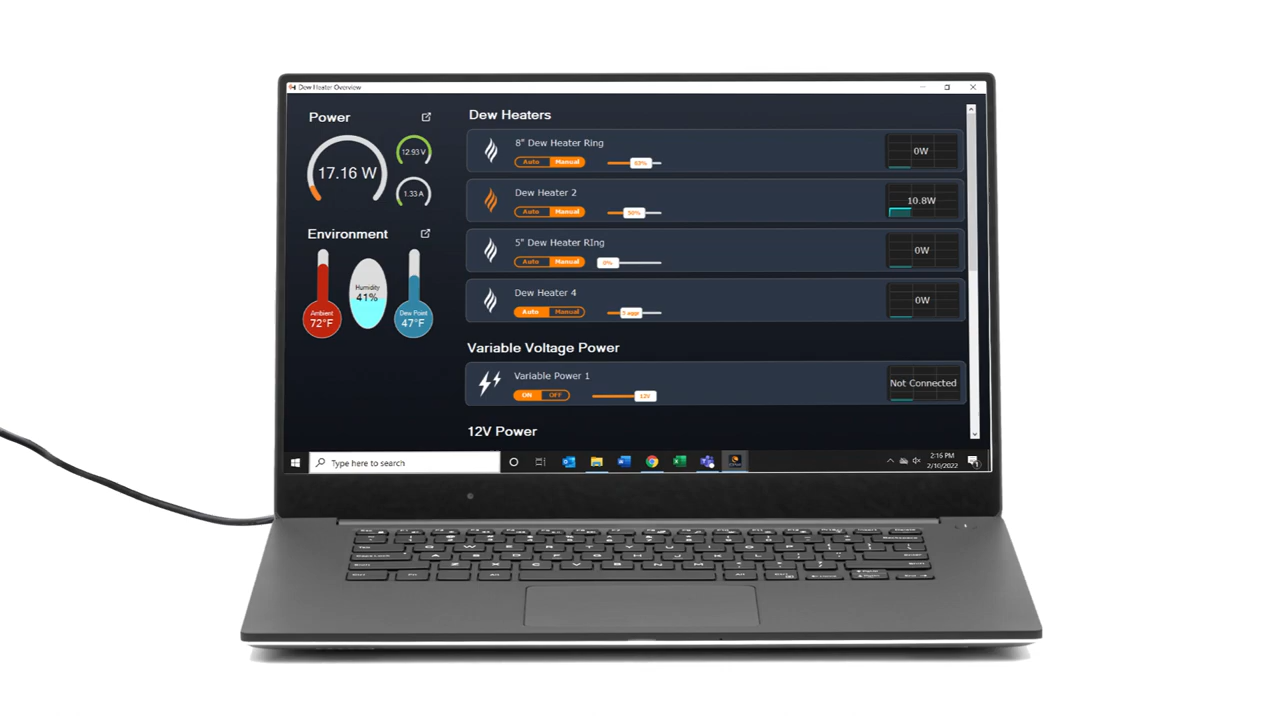 Dew Heater Overview
Power
17.16 W
12.93 V
1.33 A
Environment
Ambient
72°F
Humidity
41%
Dew Point
47°F
Dew Heaters
8" Dew Heater Ring
Auto Manual
0W
Dew Heater 2
Auto Manual
50%
10.8W
5" Dew Heater RIng
Auto Manual
0%
0W
Dew Heater 4
Auto Manual
0W
Variable Voltage Power
Variable Power 1
ON OFF
12V
Not Connected
12V Power
Type here to search
2:16 PM
2/10/2022